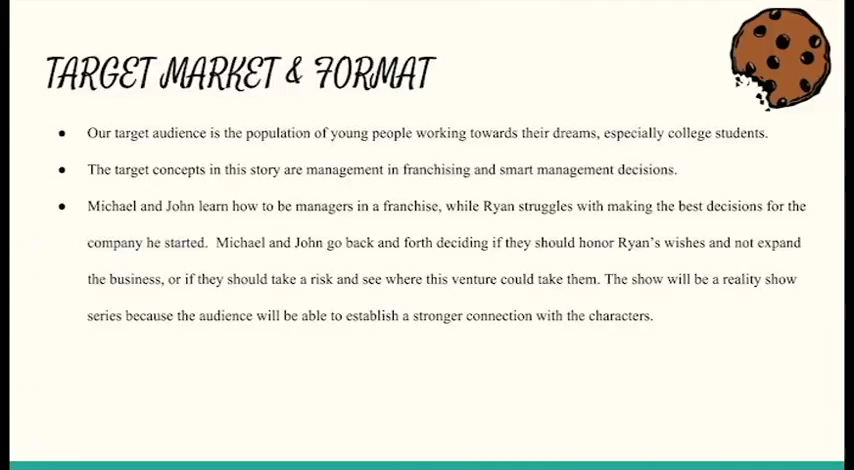 TARGET MARKET & FORMAT
● Our target audience is the population of young people working towards their dreams, especially college students.
● The target concepts in this story are management in franchising and smart management decisions.
● Michael and John learn how to be managers in a franchise, while Ryan struggles with making the best decisions for the
company he started. Michael and John go back and forth deciding if they should honor Ryan's wishes and not expand
the business, or if they should take a risk and see where this venture could take them. The show will be a reality show
series because the audience will be able to establish a stronger connection with the characters.